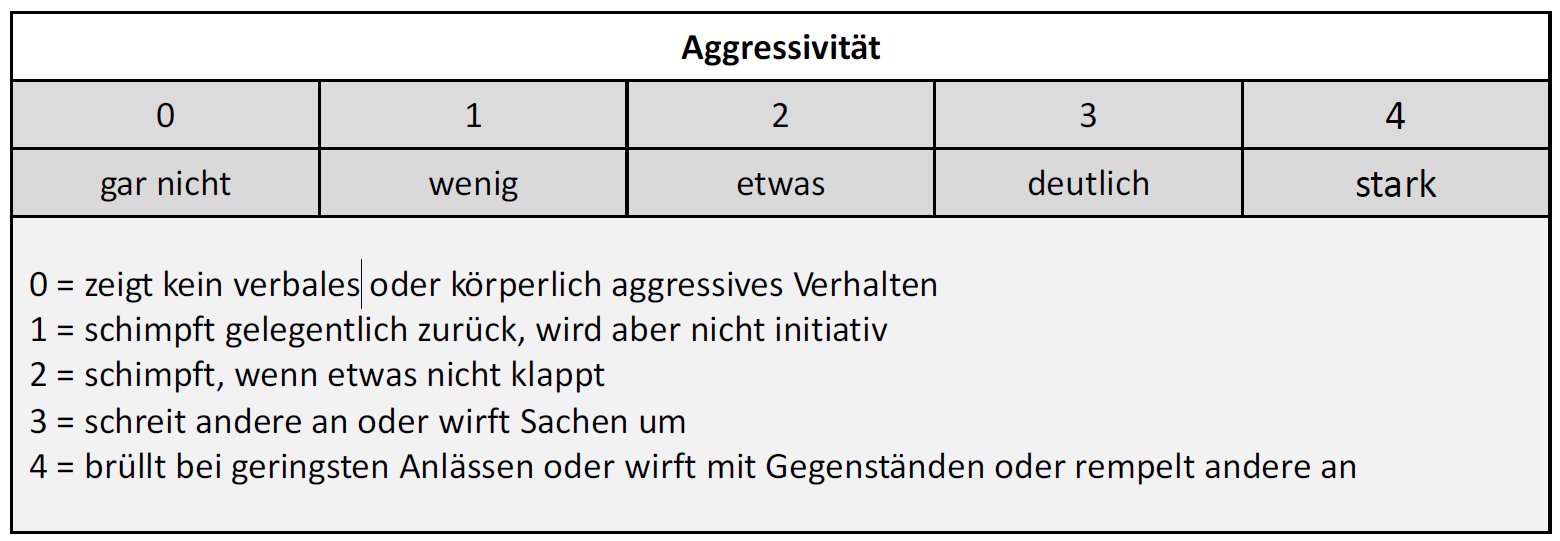 Aggressivität
0 1 2 3 4
gar nicht wenig etwas deutlich stark
0 = zeigt kein verbales oder körperlich aggressives Verhalten
1 = schimpft gelegentlich zurück, wird aber nicht initiativ
2 = schimpft, wenn etwas nicht klappt
3 = schreit andere an oder wirft Sachen um
4 = brüllt bei geringsten Anlässen oder wirft mit Gegenständen oder rempelt andere an